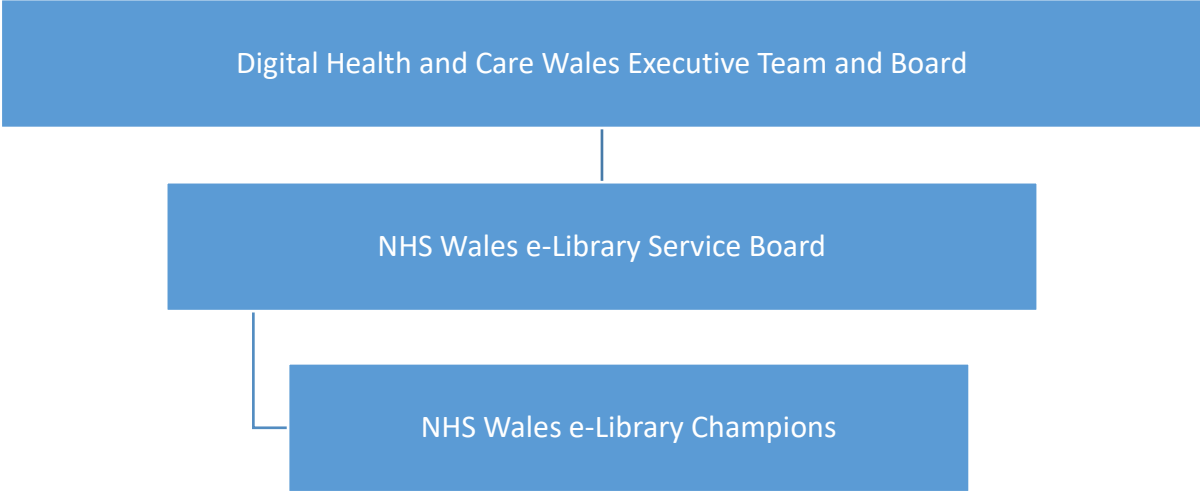 Digital Health and Care Wales Executive Team and Board
NHS Wales e-Library Service Board
NHS Wales e-Library Champions